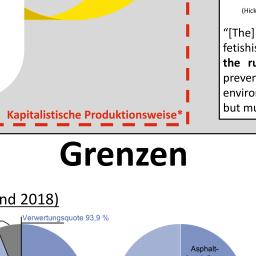 (Hick
"[The]
fetishis
the ru
preven
enviro
but mu
Kapitalistische Produktionsweise*
Grenzen
nd 2018)
Verwertungsquote 93,9 %
Asphalt-